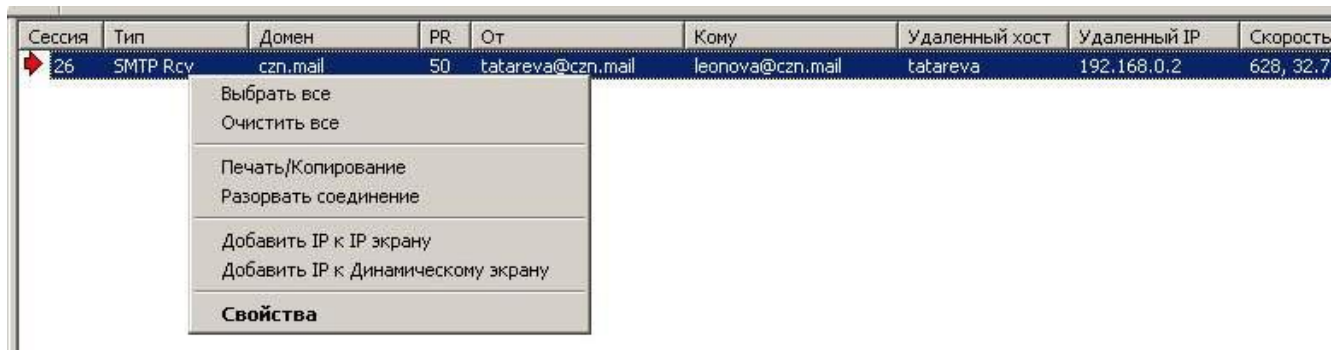 Сессия Тип Домен PR От Кому Удаленный хост Удаленный IP Скорость
26 SMTP Rcv czn.mail 50 tatareva@czn.mail leonova@czn.mail tatareva 192.168.0.2 628, 32.7
Выбрать все
Очистить все
Печать/Копирование
Разорвать соединение
Добавить IP к IP экрану
Добавить IP к Динамическому экрану
Свойства